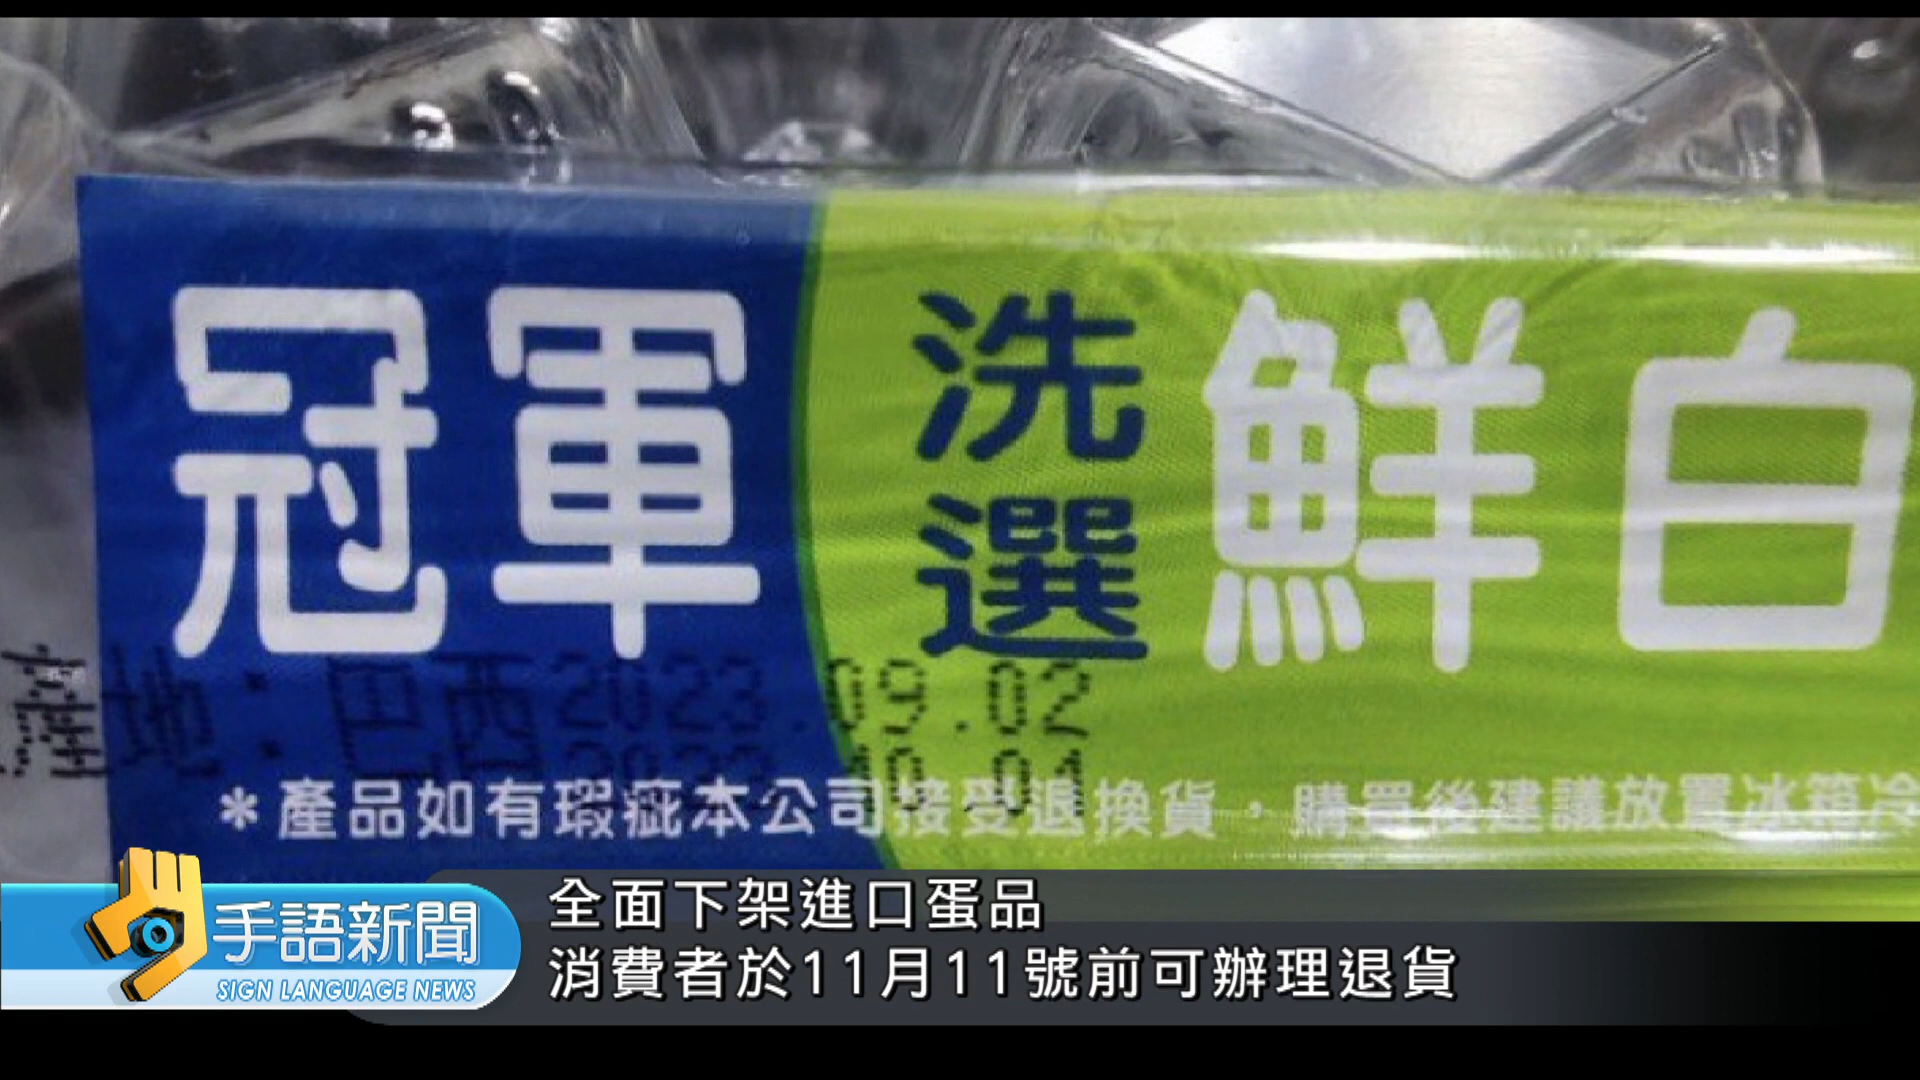 冠軍 洗選 鮮白
產地：巴西2023.09.02
2023.10.01
*產品如有瑕疵本公司接受退換貨，購買後建議放置冰箱冷
全面下架進口蛋品
手語新聞
SIGN LANGUAGE NEWS
消費者於11月11號前可辦理退貨